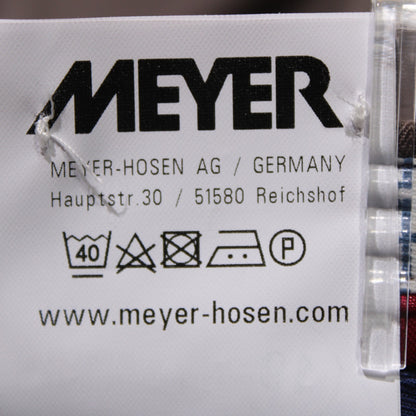 MEYER
MEYER-HOSEN AG / GERMANY
Hauptstr.30 / 51580 Reichshof
40 P
www.meyer-hosen.com